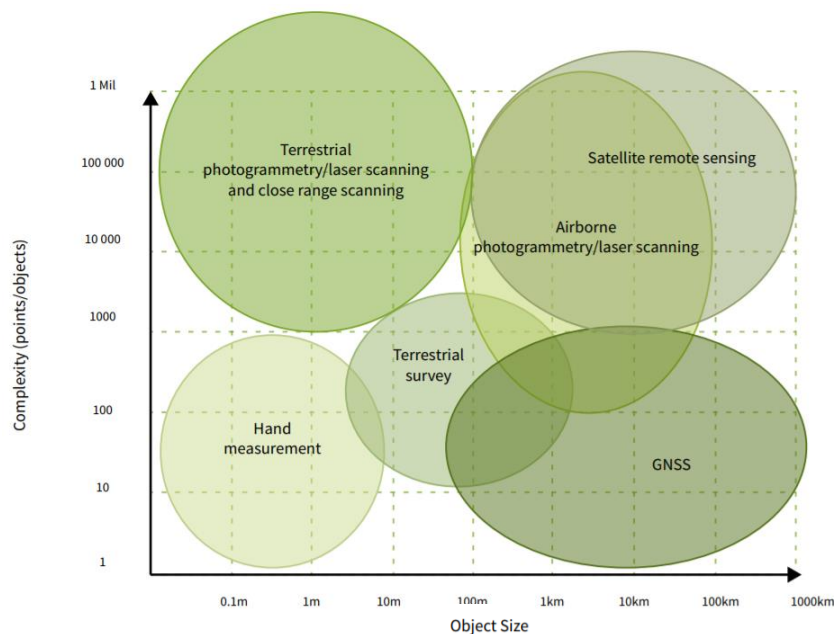 1 Mil
100 000
10 000
1000
100
10
1
Complexity (points/objects)
Terrestrial
photogrammetry/laser scanning
and close range scanning
Satellite remote sensing
Airborne
photogrammetry/laser scanning
Terrestrial
survey
Hand
measurement
GNSS
0.1m
1m
10m
100m
1km
10km
100km
1000km
Object Size